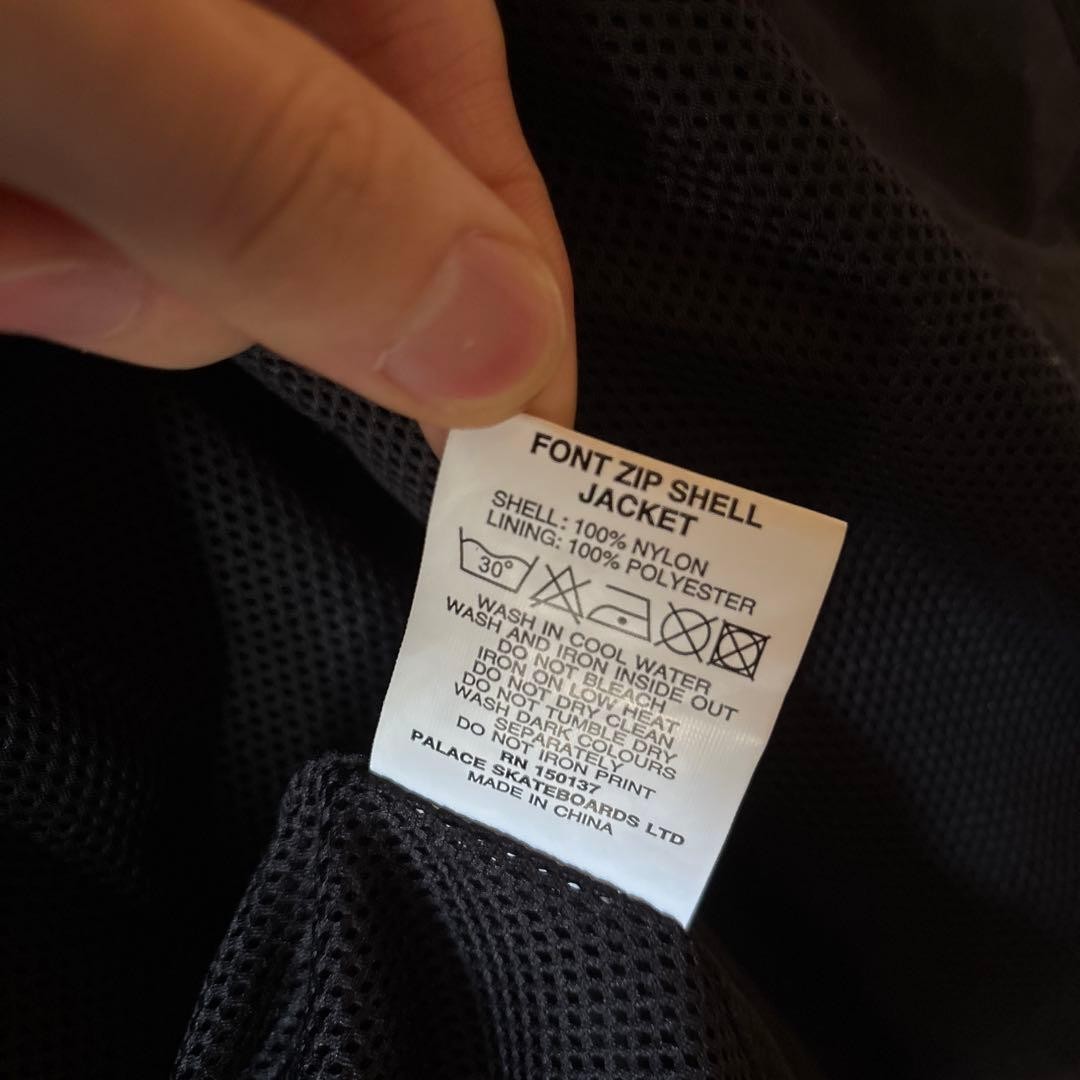 FONT ZIP SHELL
JACKET
SHELL: 100% NYLON
LINING: 100% POLYESTER
30°
WASH IN COOL WATER
WASH AND IRON INSIDE OUT
DO NOT BLEACH
IRON ON LOW HEAT
DO NOT DRY CLEAN
DO NOT TUMBLE DRY
WASH DARK COLOURS
SEPARATELY
DO NOT IRON PRINT
RN 150137
PALACE SKATEBOARDS LTD
MADE IN CHINA